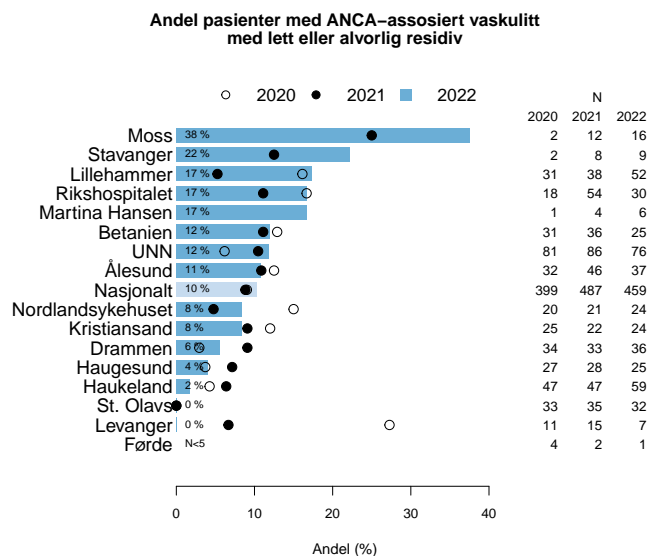 Andel pasienter med ANCA−assosiert vaskulitt
med lett eller alvorlig residiv
2020 2021 2022 N
2020 2021 2022
Moss 38 % 2 12 16
Stavanger 22 % 2 8 9
Lillehammer 17 % 31 38 52
Rikshospitalet 17 % 18 54 30
Martina Hansen 17 % 1 4 6
Betanien 12 % 31 36 25
UNN 12 % 81 86 76
Ålesund 11 % 32 46 37
Nasjonalt 10 % 399 487 459
Nordlandsykehuset 8 % 20 21 24
Kristiansand 8 % 25 22 24
Drammen 6 % 34 33 36
Haugesund 4 % 27 28 25
Haukeland 2 % 47 47 59
St. Olavs 0 % 33 35 32
Levanger 0 % 11 15 7
Førde N<5 4 2 1
0 10 20 30 40
Andel (%)